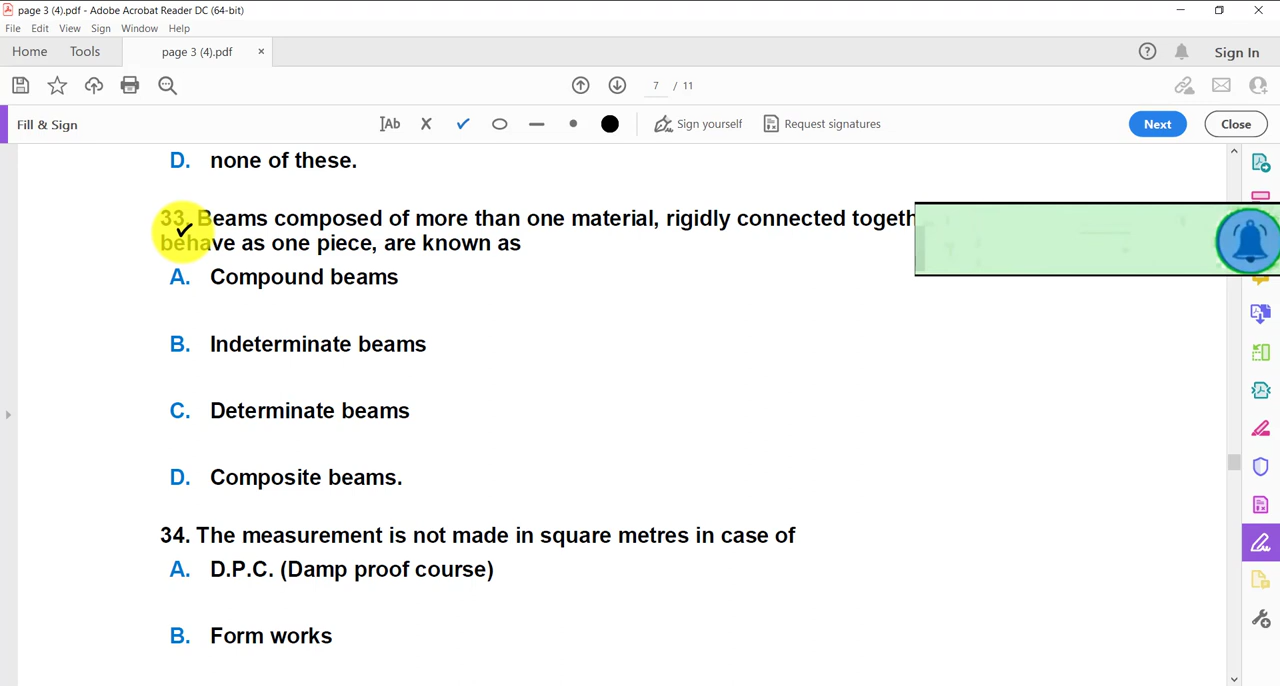 page 3 (4).pdf - Adobe Acrobat Reader DC (64-bit)
File Edit View Sign Window Help
Home Tools page 3 (4).pdf × Sign In
7 / 11
Fill & Sign IAb Sign yourself Request signatures Next Close
D. none of these.
33. Beams composed of more than one material, rigidly connected
behave as one piece, are known as
A. Compound beams
B. Indeterminate beams
C. Determinate beams
D. Composite beams.
34. The measurement is not made in square metres in case of
A. D.P.C. (Damp proof course)
B. Form works